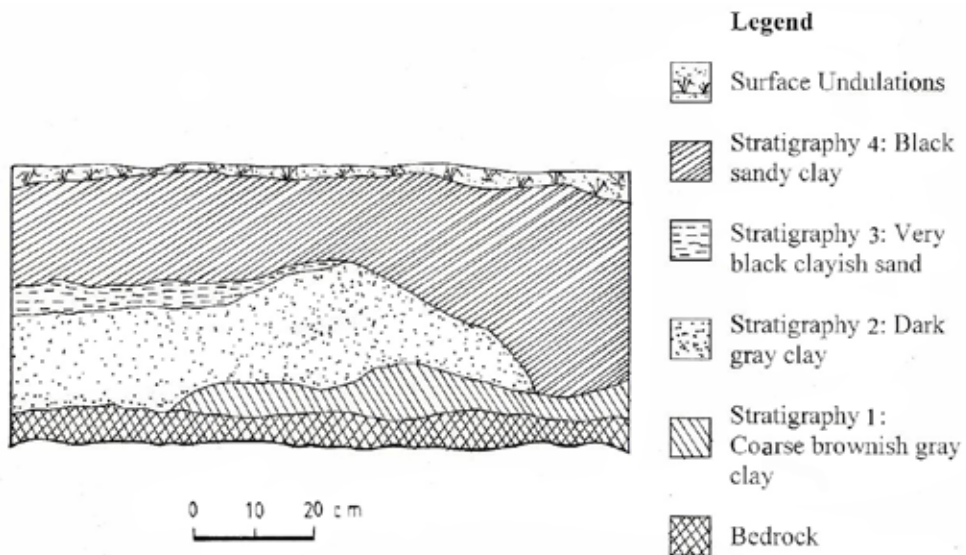 Legend
Surface Undulations
Stratigraphy 4: Black
sandy clay
Stratigraphy 3: Very
black clayish sand
Stratigraphy 2: Dark
gray clay
Stratigraphy 1:
Coarse brownish gray
clay
Bedrock
0 10 20 cm